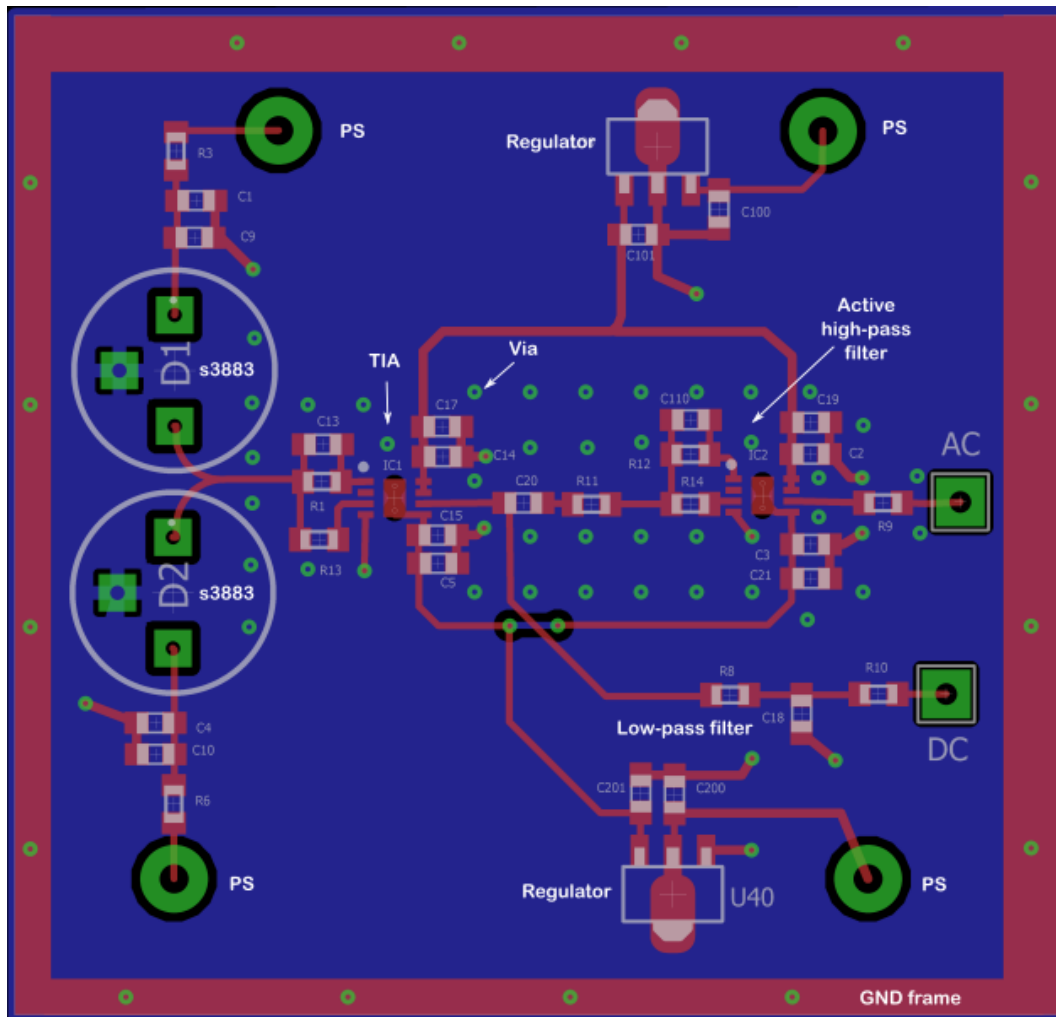 PS
PS
Regulator
R3
C1
C100
C9
C101
Active
high-pass
filter
D1
s3883
TIA
Via
C17
C110
C19
C13
IC1
C14
R12
IC2
C2
AC
C20
R11
R14
R1
R9
C15
R13
C5
C3
C21
D2
s3883
R8
R10
C18
C4
Low-pass filter
DC
C10
C201
C200
R6
PS
Regulator
U40
PS
GND frame